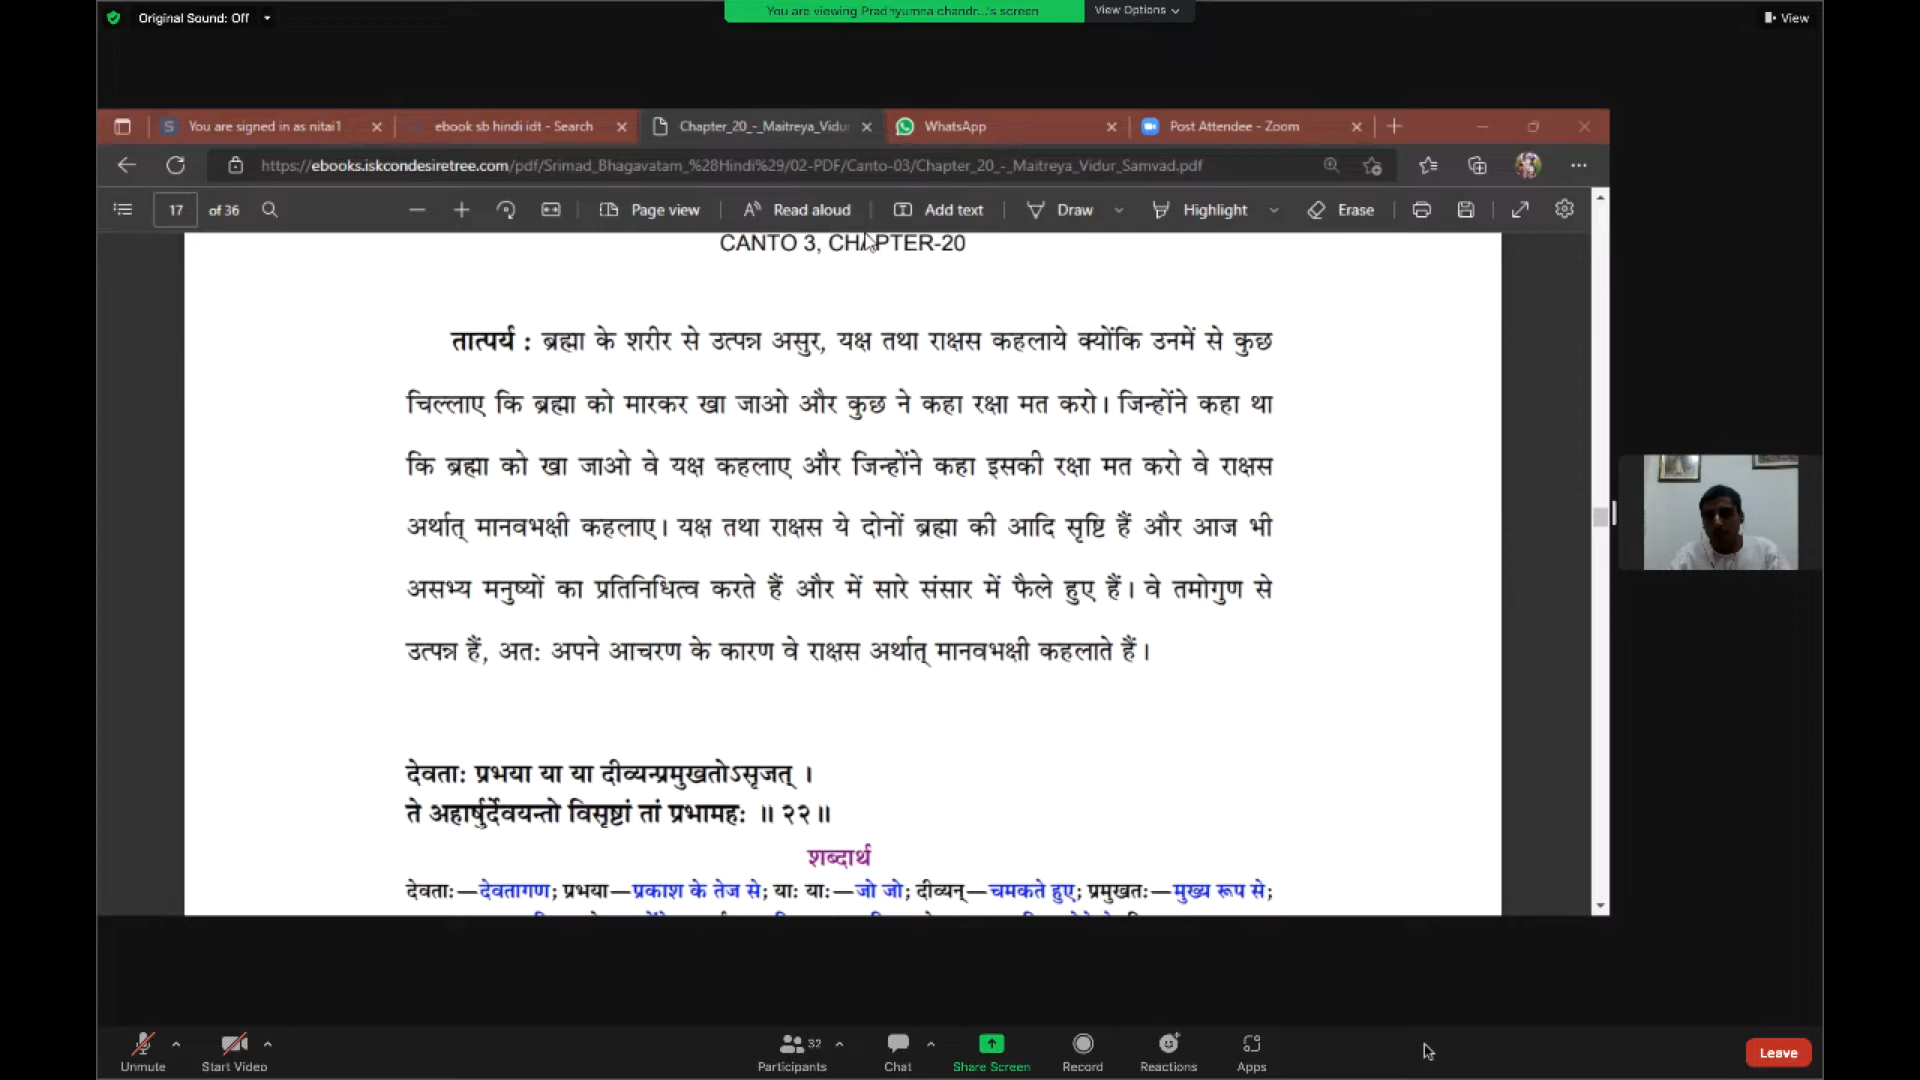 Original Sound: Off
You are viewing Pradhyumna chandr...'s screen
View Options
View
You are signed in as nitai1
ebook sb hindi idt - Search
Chapter_20_-_Maitreya_Vidur
WhatsApp
Post Attendee - Zoom
https://ebooks.iskcondesiretree.com/pdf/Srimad_Bhagavatam_%28Hindi%29/02-PDF/Canto-03/Chapter_20_-_Maitreya_Vidur_Samvad.pdf
17 of 36
Page view
Read aloud
Add text
Draw
Highlight
Erase
CANTO 3, CHAPTER-20
तात्पर्य : ब्रह्मा के शरीर से उत्पन्न असुर, यक्ष तथा राक्षस कहलाये क्योंकि उनमें से कुछ
चिल्लाए कि ब्रह्मा को मारकर खा जाओ और कुछ ने कहा रक्षा मत करो। जिन्होंने कहा था
कि ब्रह्मा को खा जाओ वे यक्ष कहलाए और जिन्होंने कहा इसकी रक्षा मत करो वे राक्षस
अर्थात् मानवभक्षी कहलाए। यक्ष तथा राक्षस ये दोनों ब्रह्मा की आदि सृष्टि हैं और आज भी
असभ्य मनुष्यों का प्रतिनिधित्व करते हैं और में सारे संसार में फैले हुए हैं। वे तमोगुण से
उत्पन्न हैं, अत: अपने आचरण के कारण वे राक्षस अर्थात् मानवभक्षी कहलाते हैं।
देवता: प्रभया या या दीव्यन्प्रमुखतोऽसृजत् ।
ते अहार्षुर्देवयन्तो विसृष्टां तां प्रभामह: ॥ २२॥
शब्दार्थ
देवता:—देवतागण; प्रभया—प्रकाश के तेज से; या: या:—जो जो; दीव्यन्—चमकते हुए; प्रमुखत:—मुख्य रूप से;
Unmute
Start Video
32
Participants
Chat
Share Screen
Record
Reactions
Apps
Leave